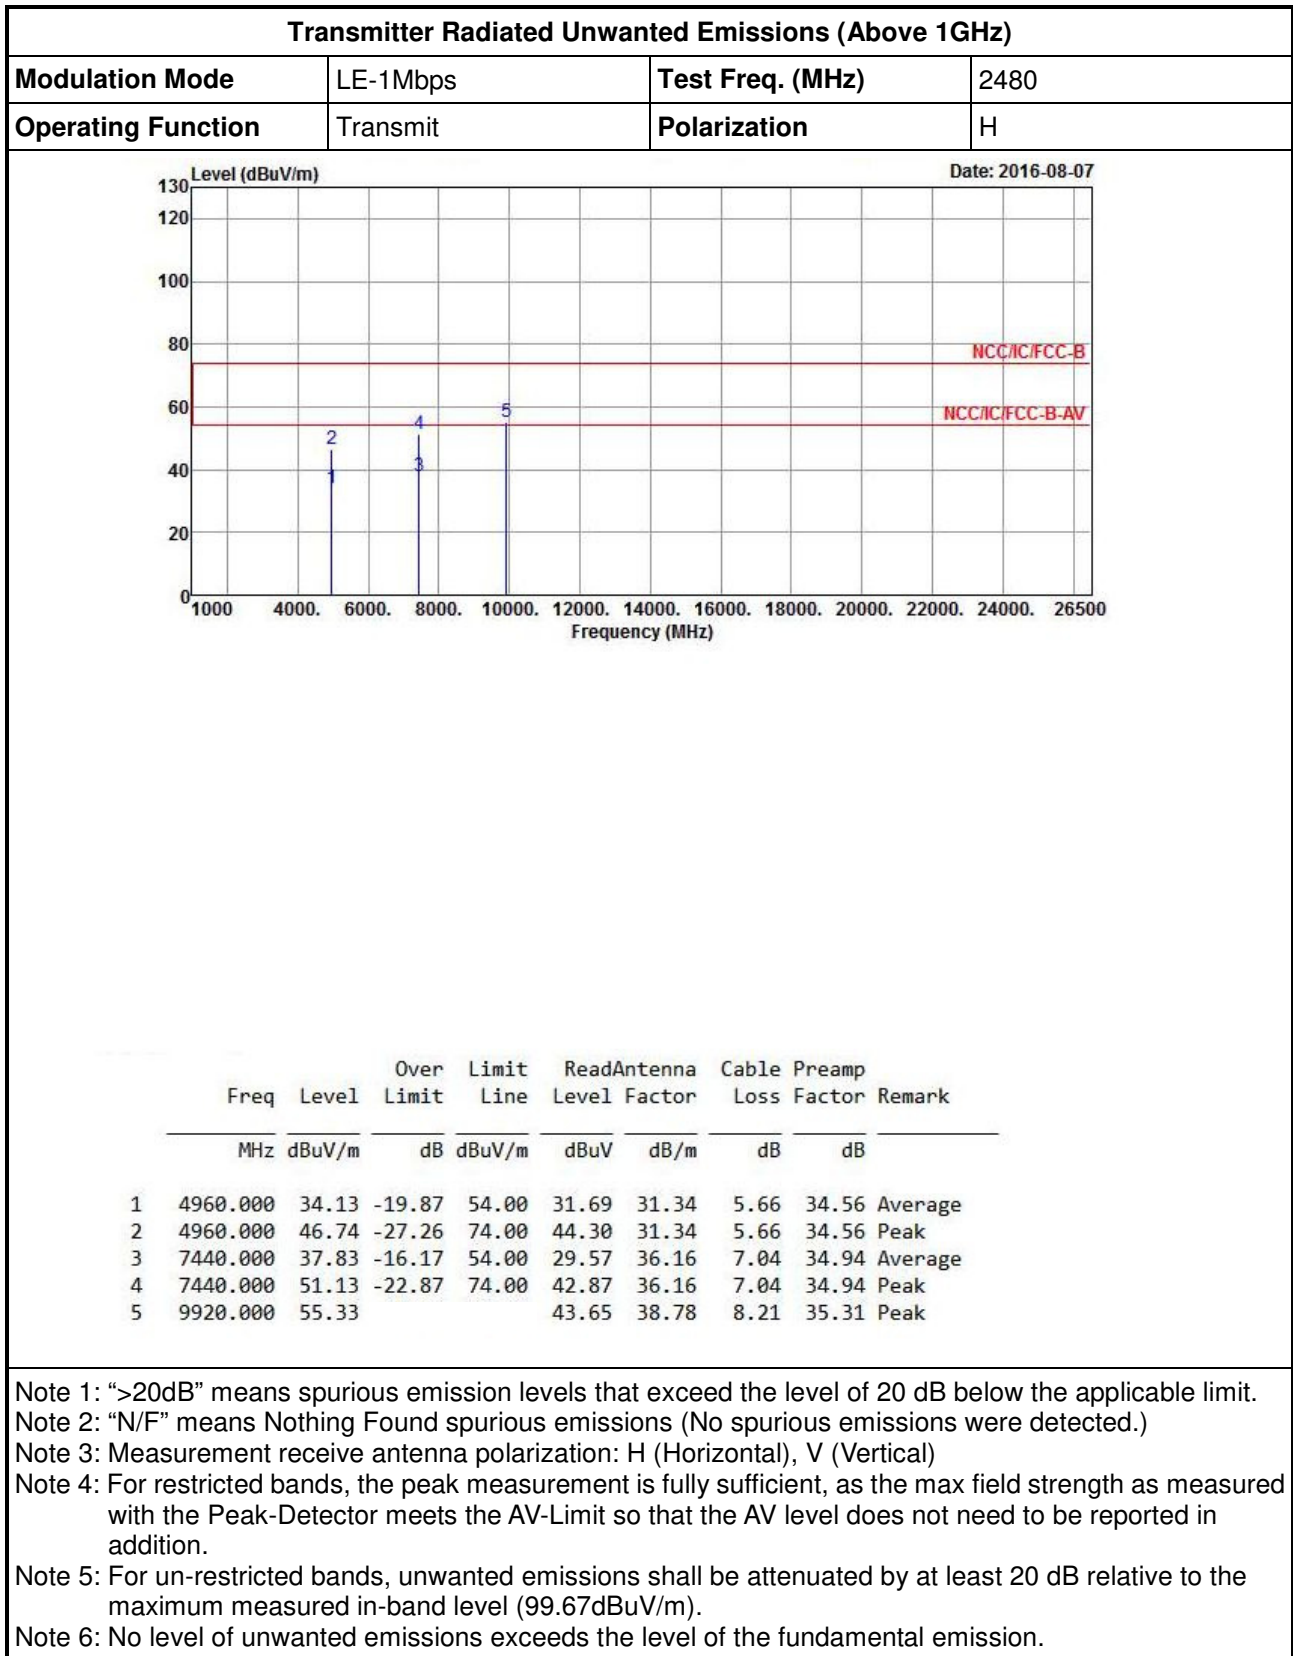 Transmitter Radiated Unwanted Emissions (Above 1GHz)
Modulation Mode LE-1Mbps Test Freq. (MHz) 2480
Operating Function Transmit Polarization H
Level (dBuV/m) Date: 2016-08-07
130
120
100
80
NCC/IC/FCC-B
60
5
NCC/IC/FCC-B-AV
4
2
40
3
1
20
0
1000 4000. 6000. 8000. 10000. 12000. 14000. 16000. 18000. 20000. 22000. 24000. 26500
Frequency (MHz)
Over Limit ReadAntenna Cable Preamp
Freq Level Limit Line Level Factor Loss Factor Remark
MHz dBuV/m dB dBuV/m dBuV dB/m dB dB
1 4960.000 34.13 -19.87 54.00 31.69 31.34 5.66 34.56 Average
2 4960.000 46.74 -27.26 74.00 44.30 31.34 5.66 34.56 Peak
3 7440.000 37.83 -16.17 54.00 29.57 36.16 7.04 34.94 Average
4 7440.000 51.13 -22.87 74.00 42.87 36.16 7.04 34.94 Peak
5 9920.000 55.33 43.65 38.78 8.21 35.31 Peak
Note 1: “>20dB” means spurious emission levels that exceed the level of 20 dB below the applicable limit.
Note 2: “N/F” means Nothing Found spurious emissions (No spurious emissions were detected.)
Note 3: Measurement receive antenna polarization: H (Horizontal), V (Vertical)
Note 4: For restricted bands, the peak measurement is fully sufficient, as the max field strength as measured
with the Peak-Detector meets the AV-Limit so that the AV level does not need to be reported in
addition.
Note 5: For un-restricted bands, unwanted emissions shall be attenuated by at least 20 dB relative to the
maximum measured in-band level (99.67dBuV/m).
Note 6: No level of unwanted emissions exceeds the level of the fundamental emission.